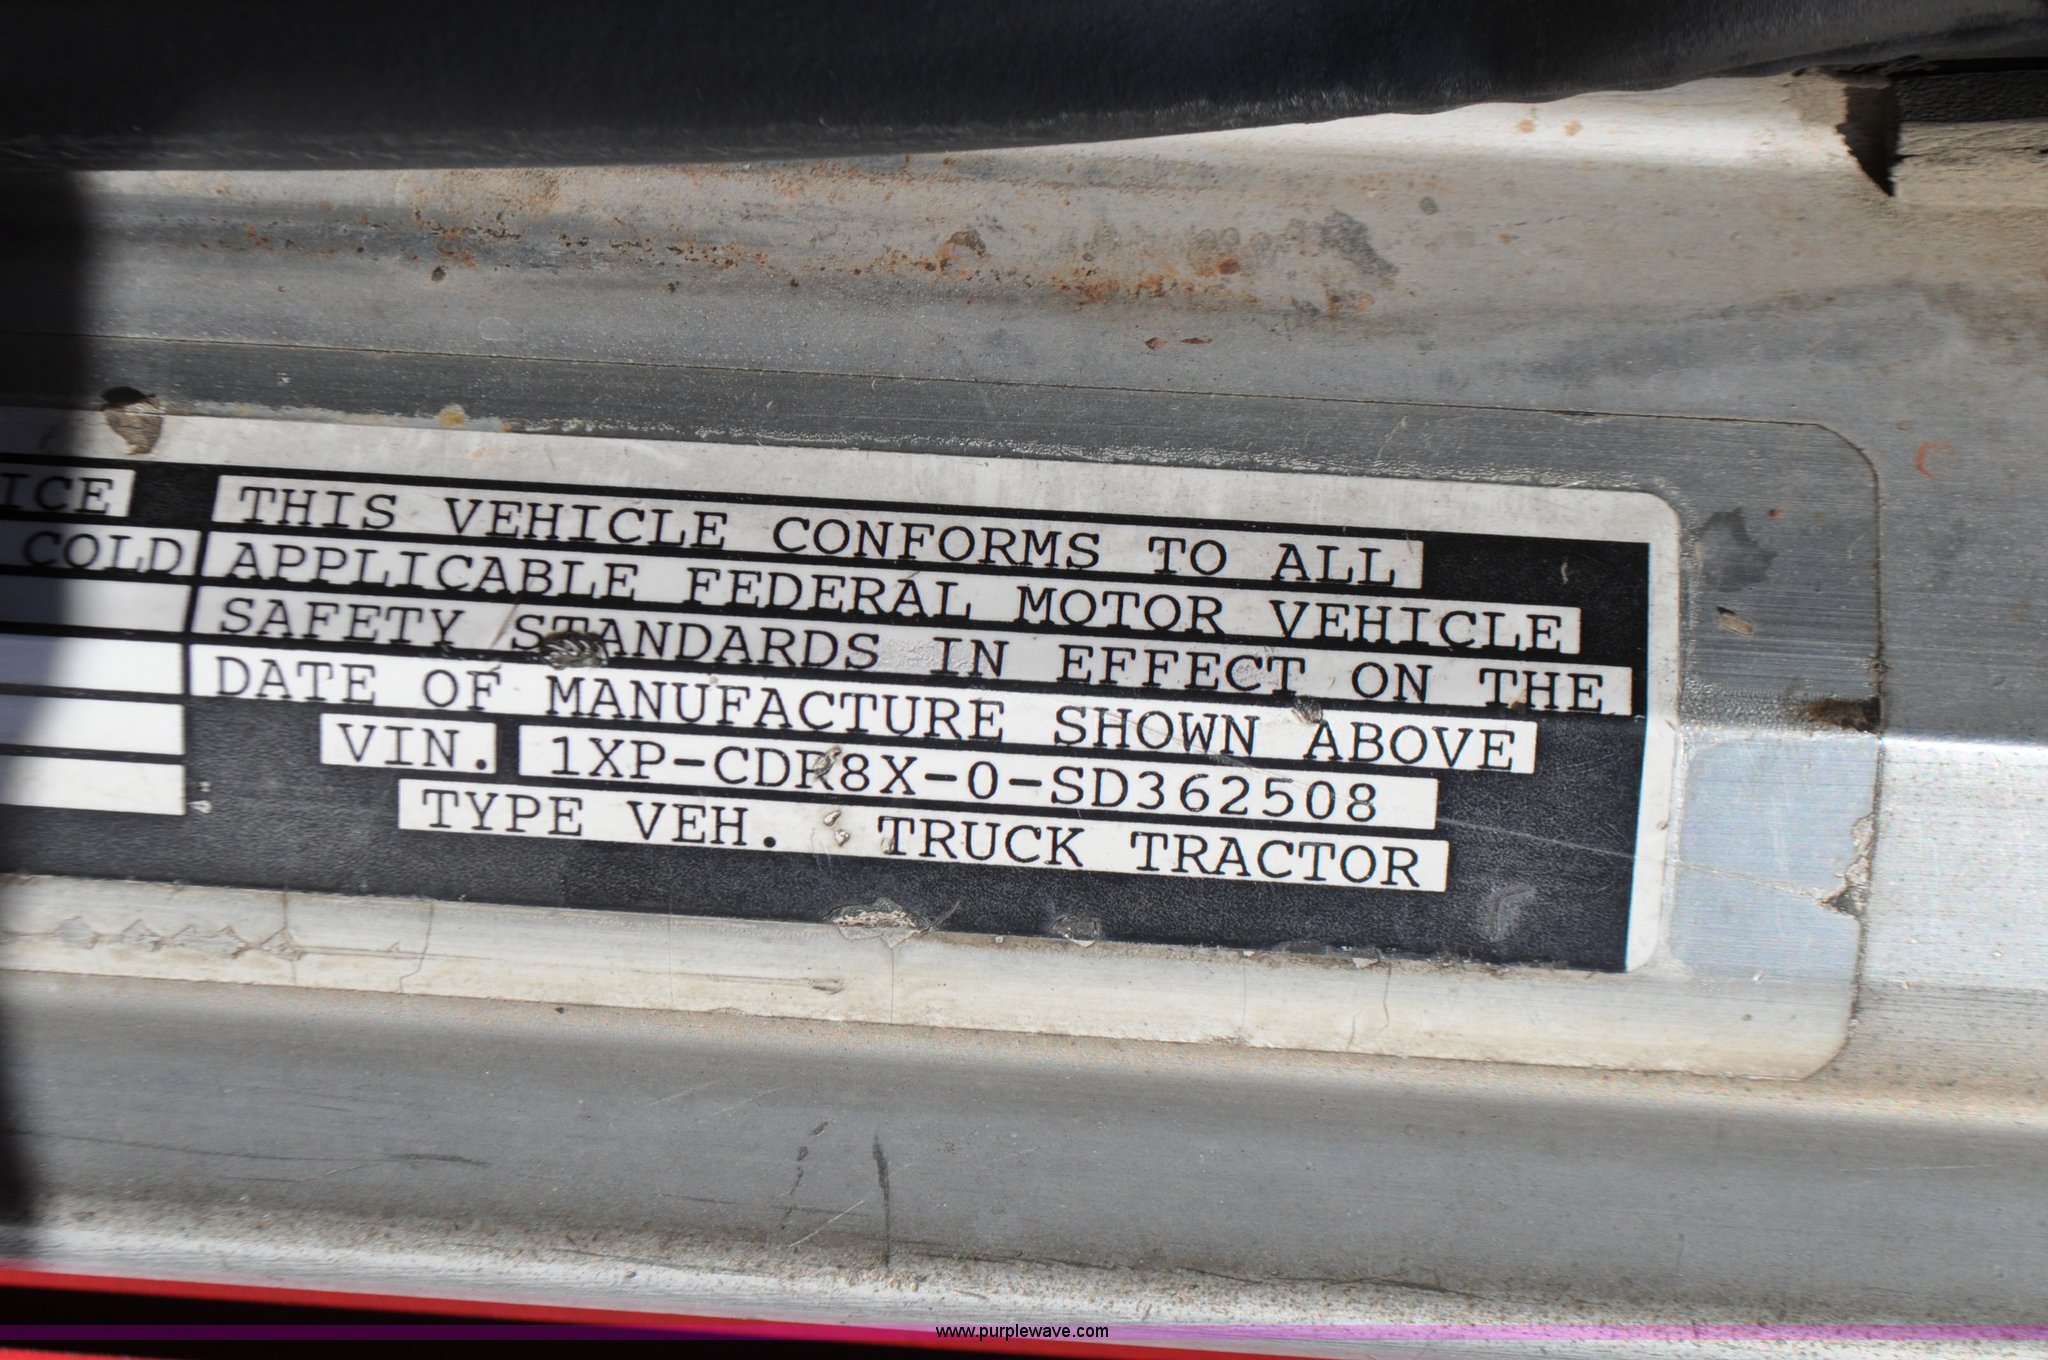 ICE
COLD
THIS VEHICLE CONFORMS TO ALL
APPLICABLE FEDERAL MOTOR VEHICLE
SAFETY STANDARDS IN EFFECT ON THE
DATE OF MANUFACTURE SHOWN ABOVE
VIN. 1XP-CDR8X-0-SD362508
TYPE VEH. TRUCK TRACTOR
www.purplewave.com